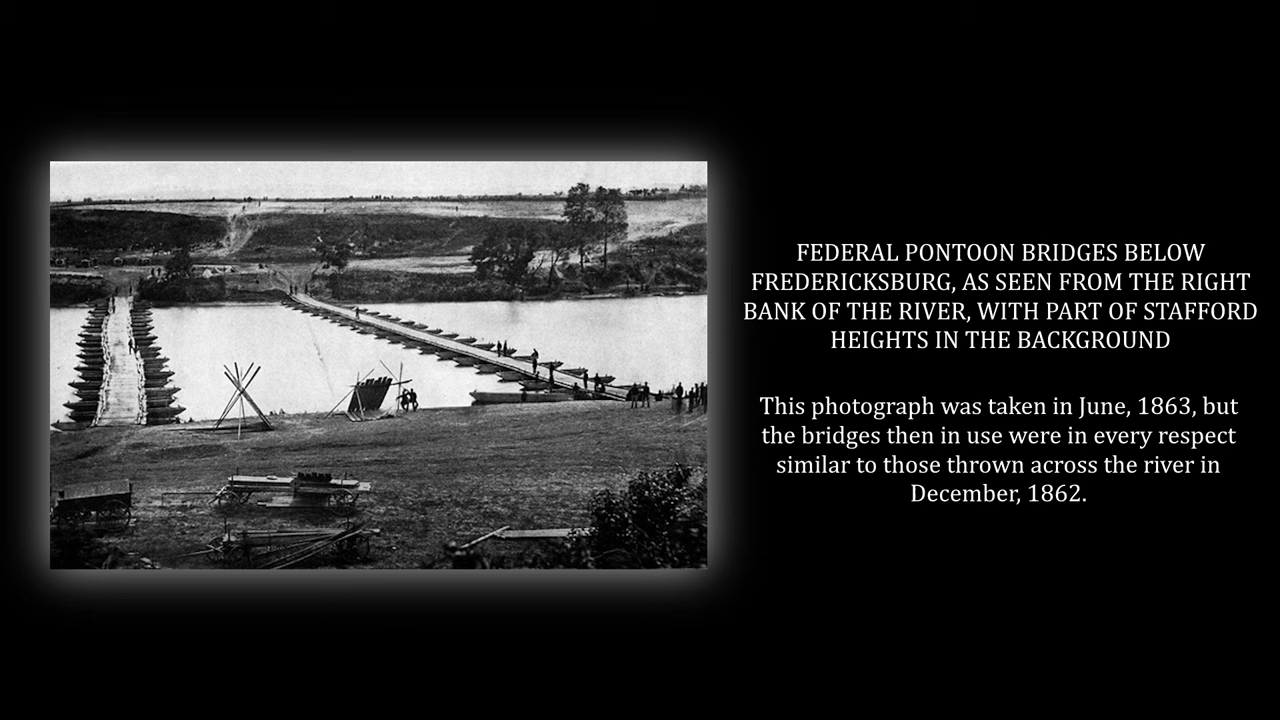 FEDERAL PONTOON BRIDGES BELOW
FREDERICKSBURG, AS SEEN FROM THE RIGHT
BANK OF THE RIVER, WITH PART OF STAFFORD
HEIGHTS IN THE BACKGROUND
This photograph was taken in June, 1863, but
the bridges then in use were in every respect
similar to those thrown across the river in
December, 1862.